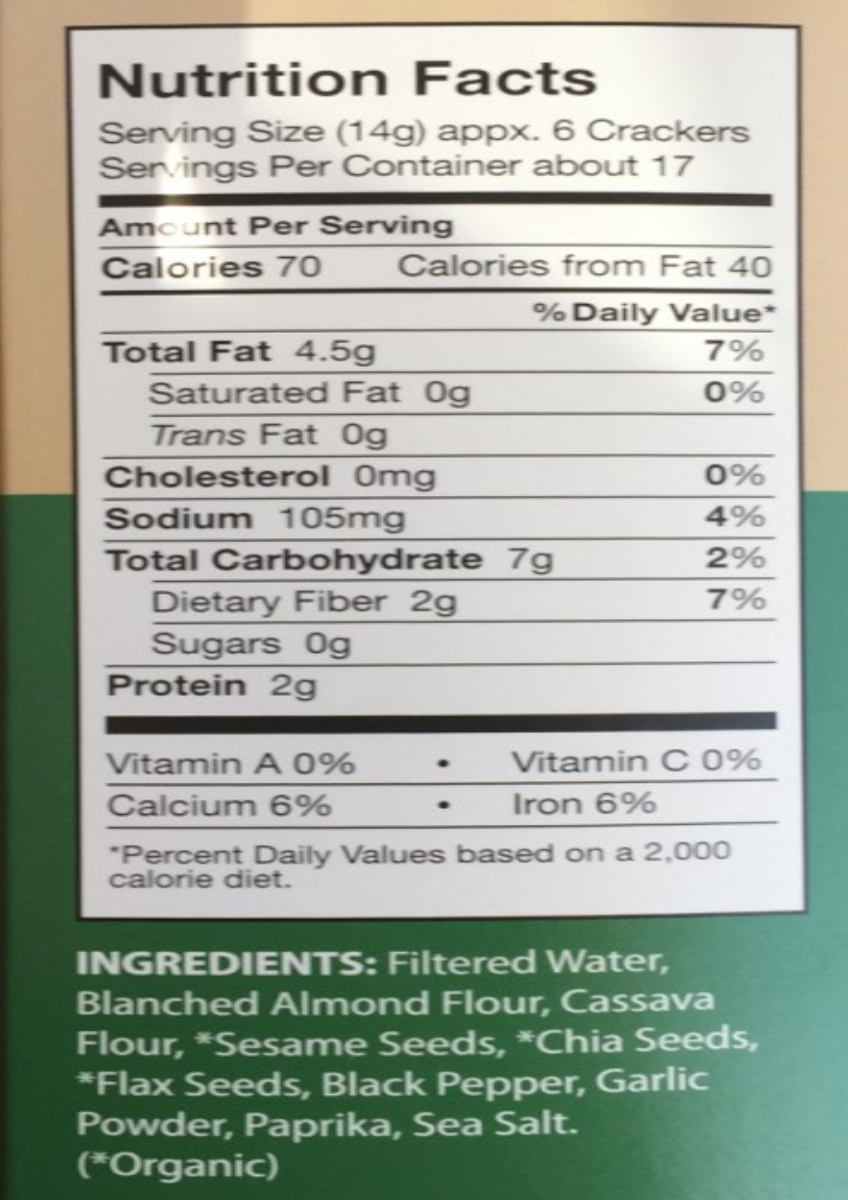 Nutrition Facts
Serving Size (14g) appx. 6 Crackers
Servings Per Container about 17
Amount Per Serving
Calories 70 Calories from Fat 40
% Daily Value*
Total Fat 4.5g 7%
Saturated Fat 0g 0%
Trans Fat 0g
Cholesterol 0mg 0%
Sodium 105mg 4%
Total Carbohydrate 7g 2%
Dietary Fiber 2g 7%
Sugars 0g
Protein 2g
Vitamin A 0% • Vitamin C 0%
Calcium 6% • Iron 6%
*Percent Daily Values based on a 2,000
calorie diet.
INGREDIENTS: Filtered Water,
Blanched Almond Flour, Cassava
Flour, *Sesame Seeds, *Chia Seeds,
*Flax Seeds, Black Pepper, Garlic
Powder, Paprika, Sea Salt.
(*Organic)